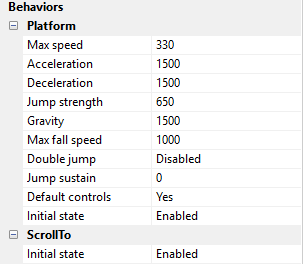 Behaviors
Platform
Max speed 330
Acceleration 1500
Deceleration 1500
Jump strength 650
Gravity 1500
Max fall speed 1000
Double jump Disabled
Jump sustain 0
Default controls Yes
Initial state Enabled
ScrollTo
Initial state Enabled